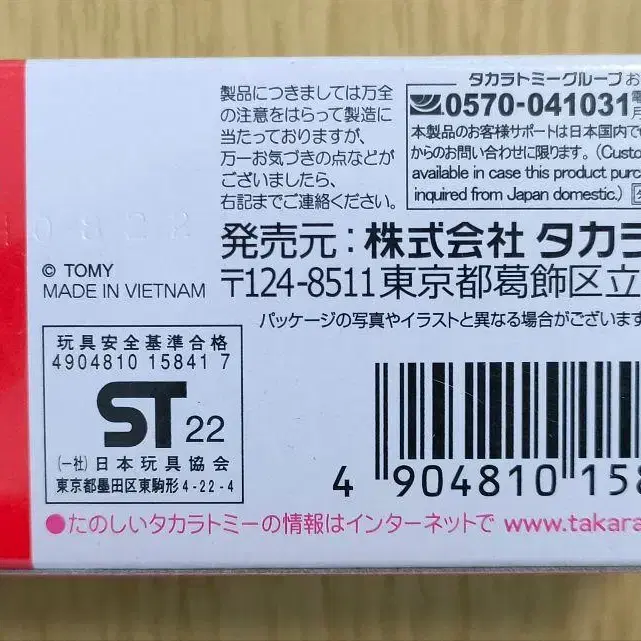 タカラトミーグループお
製品につきましては万全
の注意をはらって製造に
当たっておりますが、
万一お気づきの点などが
ございましたら、
右記までご連絡ください。
0570-041031
本製品のお客様サポートは日本国内で
からのお問い合わせに限ります。(Custo
available in case this product purc
inquired from Japan domestic.)
発売元：株式会社 タカラ
© TOMY
MADE IN VIETNAM
〒124-8511 東京都葛飾区立
パッケージの写真やイラストと異なる場合がございます
玩具安全基準合格
4904810 15841 7
ST 22
(一社) 日本玩具協会
東京都墨田区東駒形4-22-4
4 904810 158
●たのしいタカラトミーの情報はインターネットで www.takara